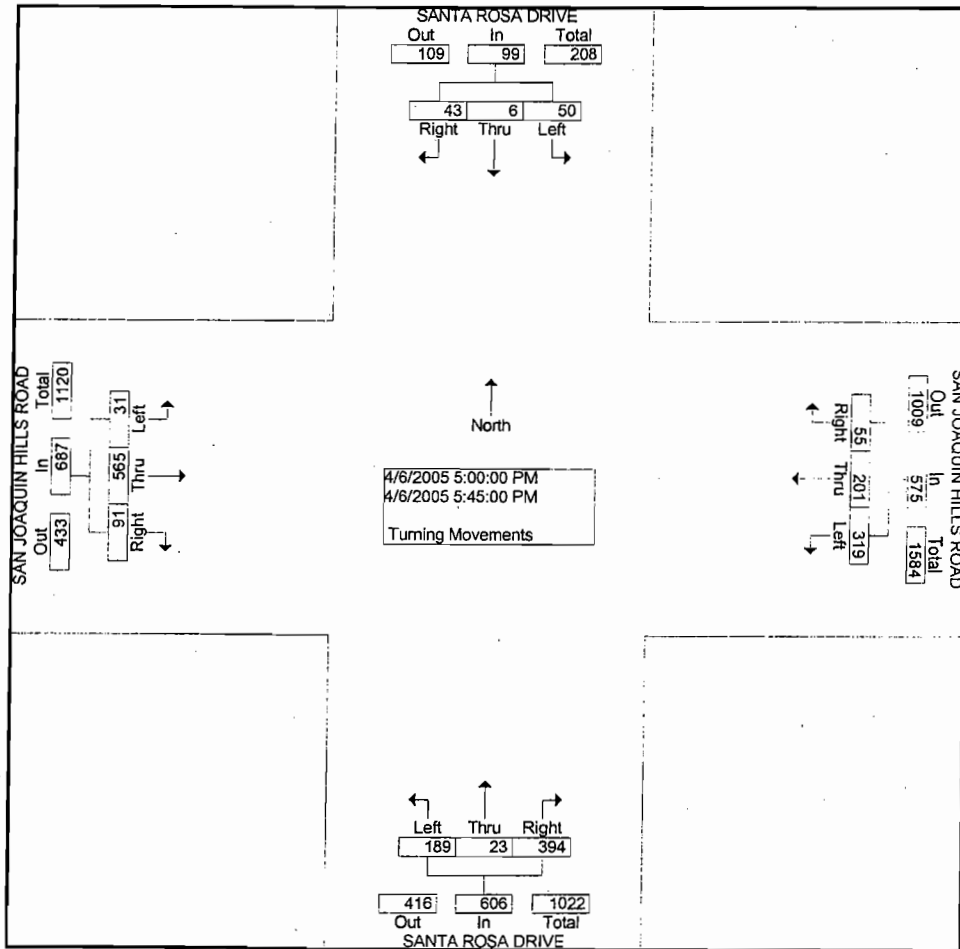 SANTA ROSA DRIVE
Out In Total
109 99 208
43 6 50
Right Thru Left
SAN JOAQUIN HILLS ROAD
Out In Total
433 687 1120
Left Thru Right
31 565 91
North
4/6/2005 5:00:00 PM
4/6/2005 5:45:00 PM
Turning Movements
SAN JOAQUIN HILLS ROAD
Out In Total
1009 575 1584
Right Thru Left
55 201 319
Left Thru Right
189 23 394
416 606 1022
Out In Total
SANTA ROSA DRIVE